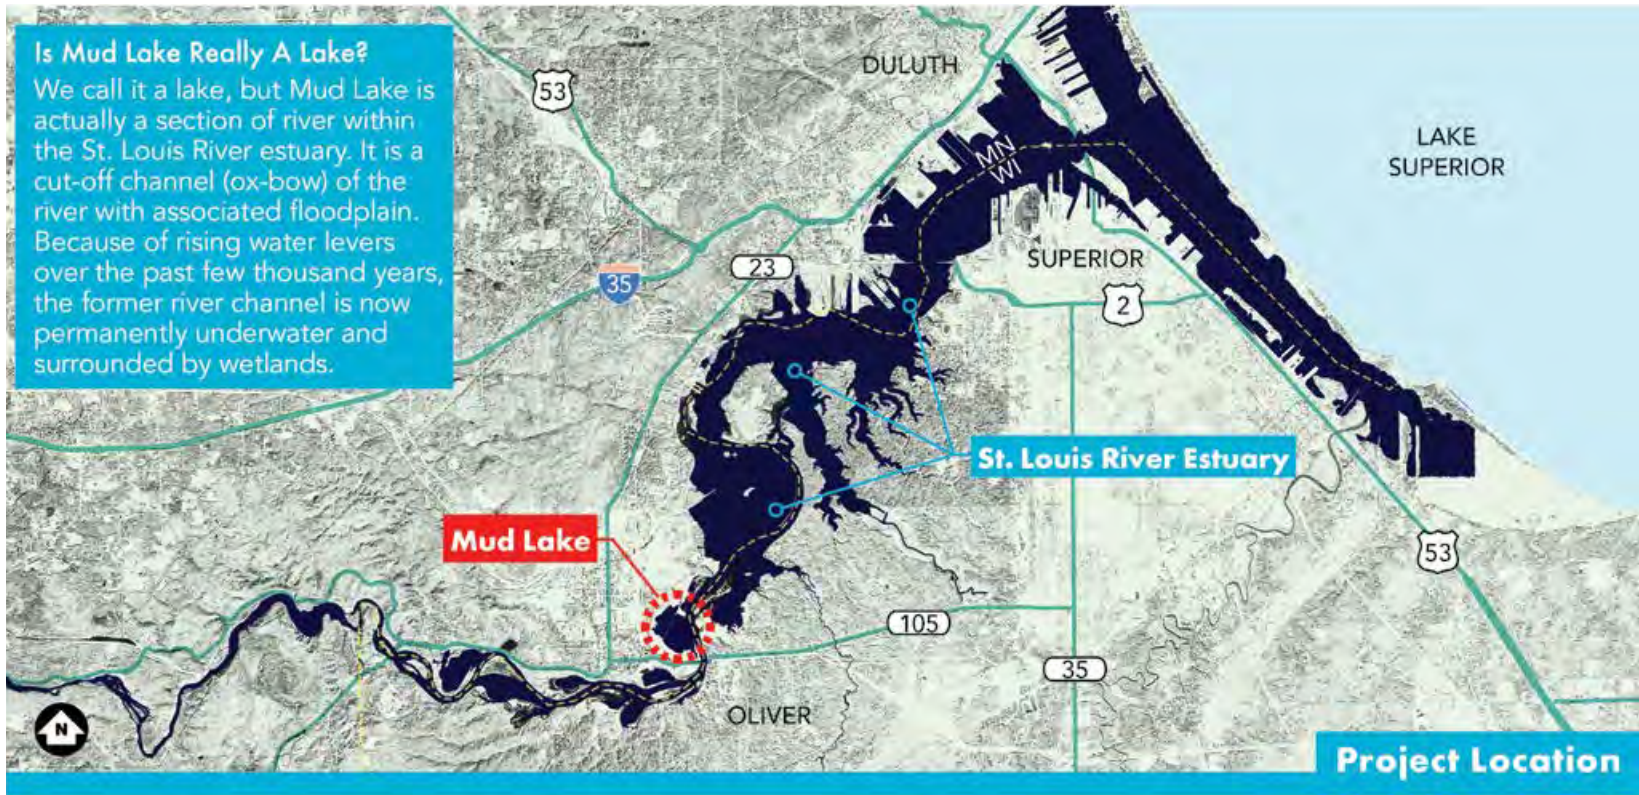 Is Mud Lake Really A Lake?
We call it a lake, but Mud Lake is
actually a section of river within
the St. Louis River estuary. It is a
cut-off channel (ox-bow) of the
river with associated floodplain.
Because of rising water levers
over the past few thousand years,
the former river channel is now
permanently underwater and
surrounded by wetlands.
53
DULUTH
LAKE
SUPERIOR
MN
WI
23
35
SUPERIOR
2
St. Louis River Estuary
Mud Lake
53
105
35
OLIVER
N
Project Location